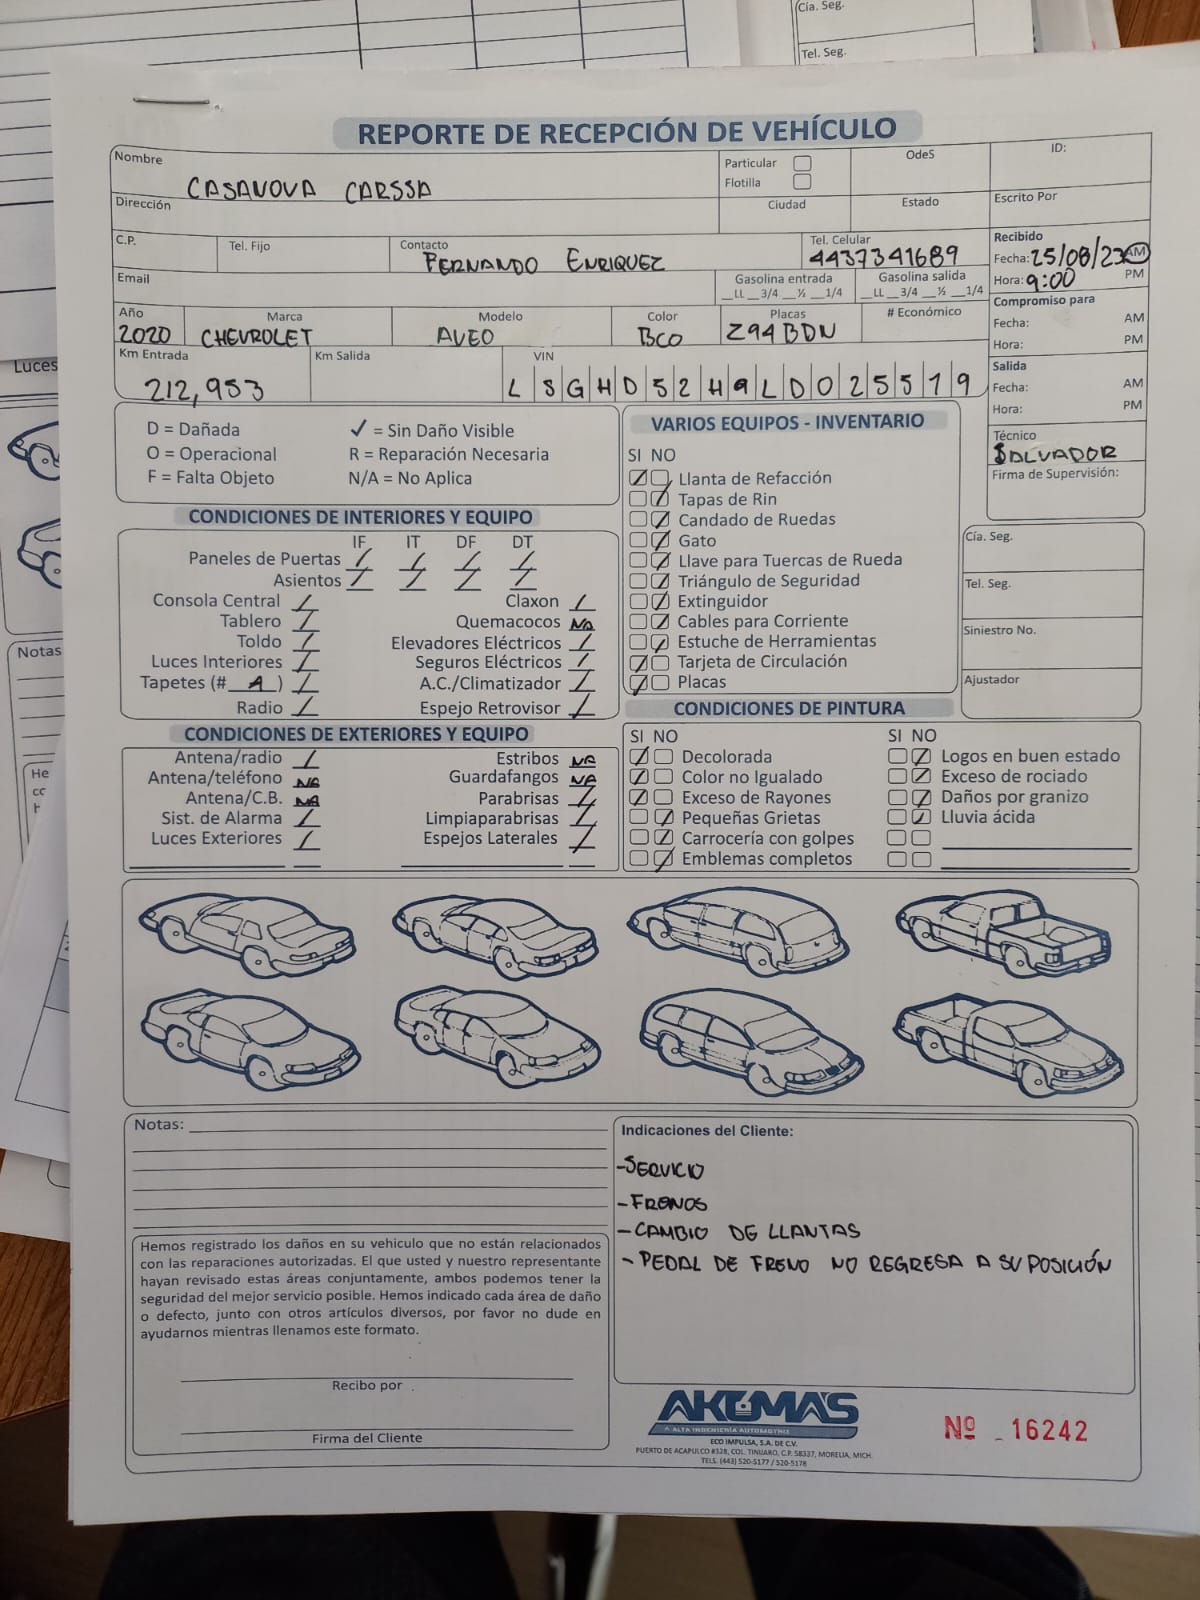 Cía. Seg.
Tel. Seg.
REPORTE DE RECEPCIÓN DE VEHÍCULO
Nombre
CASANOVA CARSSA
Particular
Flotilla
OdeS
ID:
Dirección
Ciudad
Estado
Escrito Por
C.P.
Tel. Fijo
Contacto
FERNANDO ENRIQUEZ
Tel. Celular
4437341689
Recibido
Fecha: 25/08/23 AM
Hora: 9:00 PM
Email
Gasolina entrada
__LL __3/4 __½ __1/4
Gasolina salida
__LL __3/4 __½ __1/4
Compromiso para
Fecha: AM
Hora: PM
Año
2020
Marca
CHEVROLET
Modelo
AVEO
Color
BCO
Placas
Z94BDN
# Económico
Km Entrada
212,953
Km Salida
VIN
LSGHD52H9LD025519
Salida
Fecha: AM
Hora: PM
Técnico
SALVADOR
Firma de Supervisión:
D = Dañada
✓ = Sin Daño Visible
O = Operacional
R = Reparación Necesaria
F = Falta Objeto
N/A = No Aplica
CONDICIONES DE INTERIORES Y EQUIPO
IF IT DF DT
Paneles de Puertas
Asientos
Consola Central
Claxon
Tablero
Quemacocos NA
Toldo
Elevadores Eléctricos
Luces Interiores
Seguros Eléctricos
Tapetes (# 4 )
A.C./Climatizador
Radio
Espejo Retrovisor
VARIOS EQUIPOS - INVENTARIO
SI NO
Llanta de Refacción
Tapas de Rin
Candado de Ruedas
Gato
Llave para Tuercas de Rueda
Triángulo de Seguridad
Extinguidor
Cables para Corriente
Estuche de Herramientas
Tarjeta de Circulación
Placas
Cía. Seg.
Tel. Seg.
Siniestro No.
Ajustador
CONDICIONES DE EXTERIORES Y EQUIPO
Antena/radio
Estribos NA
Antena/teléfono NA
Guardafangos NA
Antena/C.B. NA
Parabrisas
Sist. de Alarma
Limpiaparabrisas
Luces Exteriores
Espejos Laterales
CONDICIONES DE PINTURA
SI NO
SI NO
Decolorada
Logos en buen estado
Color no Igualado
Exceso de rociado
Exceso de Rayones
Daños por granizo
Pequeñas Grietas
Lluvia ácida
Carrocería con golpes
Emblemas completos
Luces
Notas
He
Notas:
Indicaciones del Cliente:
-SERVICIO
-FRENOS
-CAMBIO DE LLANTAS
-PEDAL DE FRENO NO REGRESA A SU POSICIÓN
Hemos registrado los daños en su vehiculo que no están relacionados
con las reparaciones autorizadas. El que usted y nuestro representante
hayan revisado estas áreas conjuntamente, ambos podemos tener la
seguridad del mejor servicio posible. Hemos indicado cada área de daño
o defecto, junto con otros artículos diversos, por favor no dude en
ayudarnos mientras llenamos este formato.
Recibo por
Firma del Cliente
AKUMA'S
ALTA INGENIERÍA AUTOMOTRIZ
ECO IMPULSA, S.A. DE C.V.
PUERTO DE ACAPULCO #328, COL. TINIJARO, C.P. 58337, MORELIA, MICH.
TELS. (443) 520-5177 / 520-5178
Nº 16242